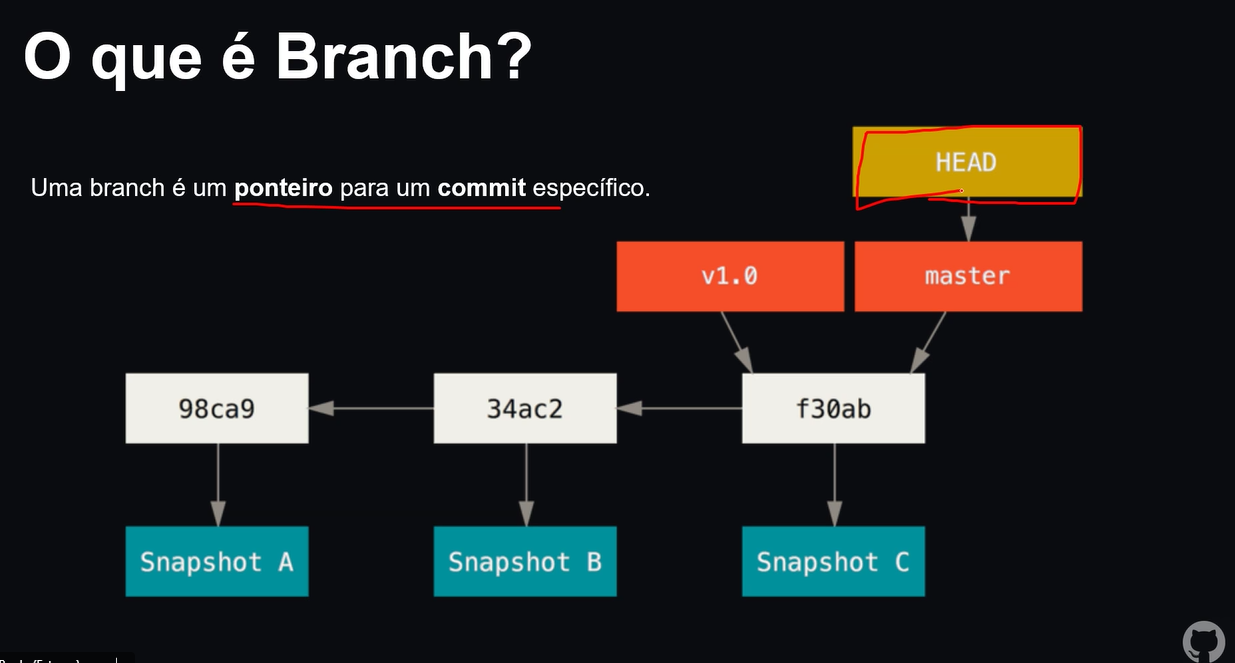 O que é Branch?
Uma branch é um ponteiro para um commit específico.
HEAD
v1.0 master
98ca9 34ac2 f30ab
Snapshot A Snapshot B Snapshot C